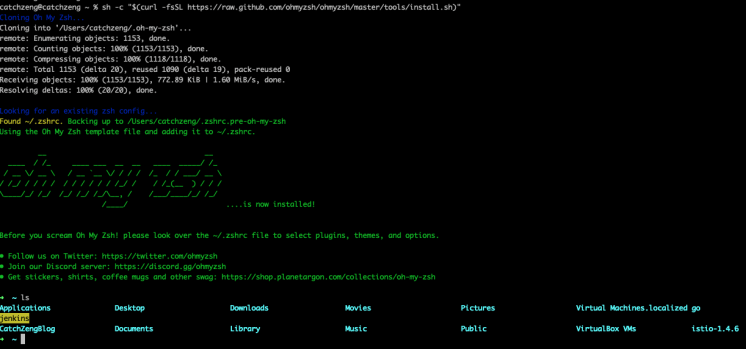 catchzeng@catchzeng ~ % sh -c "$(curl -fsSL https://raw.github.com/ohmyzsh/ohmyzsh/master/tools/install.sh)"
Cloning Oh My Zsh...
Cloning into '/Users/catchzeng/.oh-my-zsh'...
remote: Enumerating objects: 1153, done.
remote: Counting objects: 100% (1153/1153), done.
remote: Compressing objects: 100% (1118/1118), done.
remote: Total 1153 (delta 20), reused 1090 (delta 19), pack-reused 0
Receiving objects: 100% (1153/1153), 772.89 KiB | 1.60 MiB/s, done.
Resolving deltas: 100% (20/20), done.
Looking for an existing zsh config...
Found ~/.zshrc. Backing up to /Users/catchzeng/.zshrc.pre-oh-my-zsh
Using the Oh My Zsh template file and adding it to ~/.zshrc.
oh my zsh
....is now installed!
Before you scream Oh My Zsh! please look over the ~/.zshrc file to select plugins, themes, and options.
* Follow us on Twitter: https://twitter.com/ohmyzsh
* Join our Discord server: https://discord.gg/ohmyzsh
* Get stickers, shirts, coffee mugs and other swag: https://shop.planetargon.com/collections/oh-my-zsh
➜ ~ ls
Applications Desktop Downloads Movies Pictures Virtual Machines.localized go
jenkins
CatchZengBlog Documents Library Music Public VirtualBox VMs istio-1.4.6
➜ ~